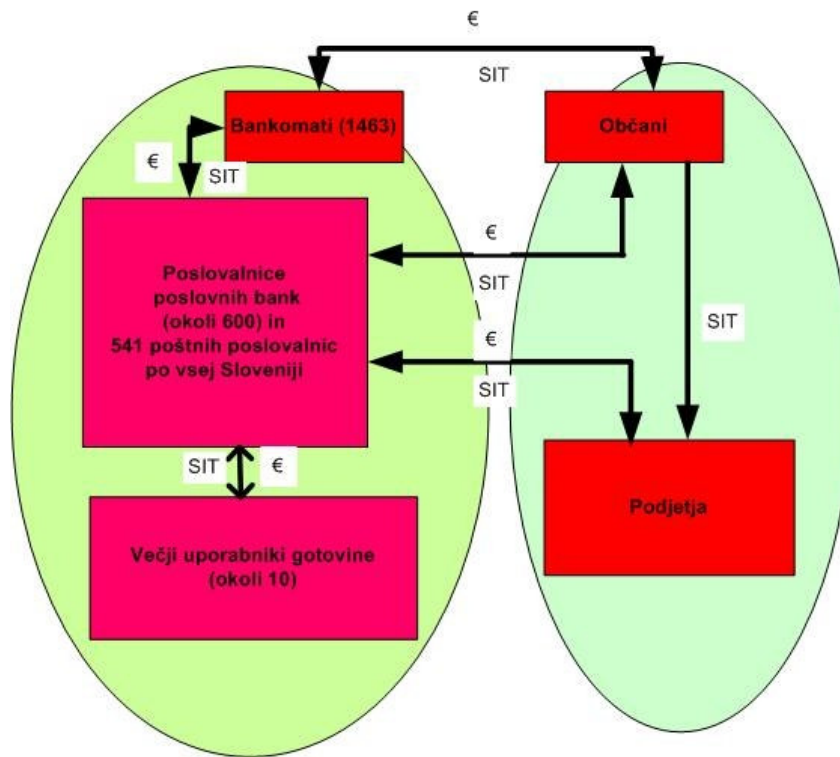 €
SIT
Bankomati (1463)
Občani
€
SIT
Poslovalnice
poslovnih bank
(okoli 600) in
541 poštnih poslovalnic
po vsej Sloveniji
€
SIT
SIT
€
SIT
SIT
€
Podjetja
Večji uporabniki gotovine
(okoli 10)